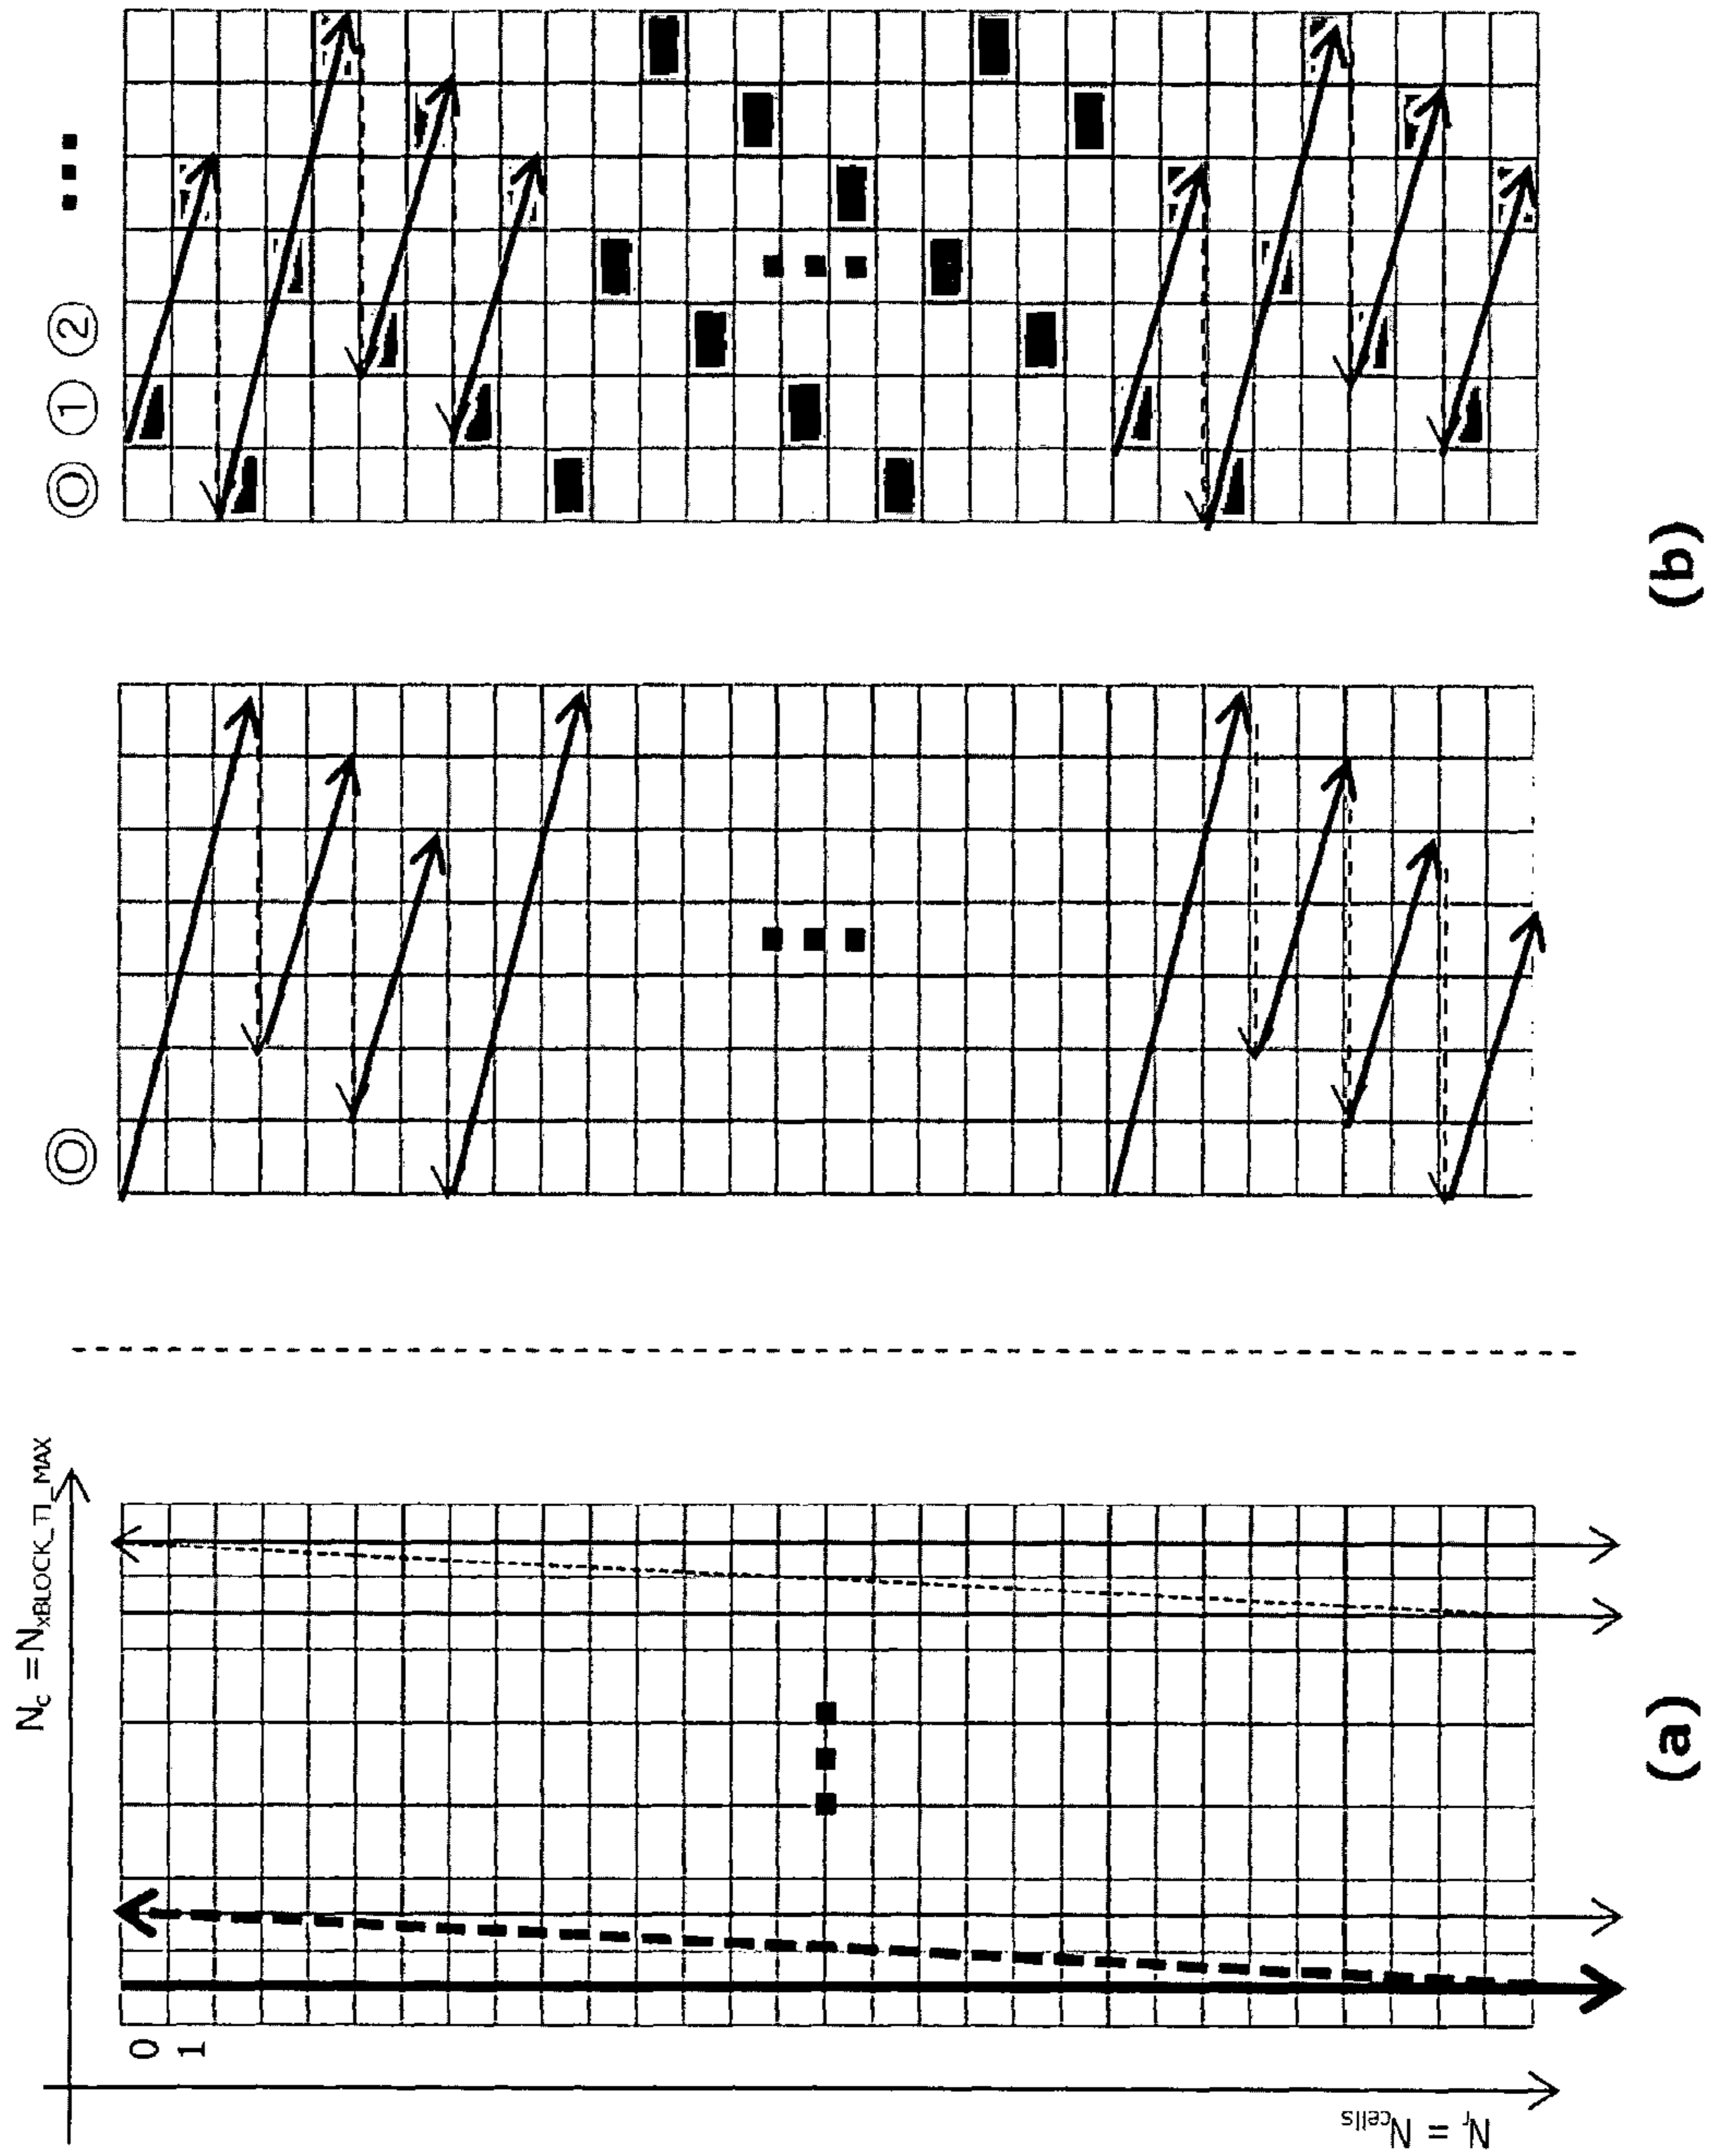 N_c = N_xBLOCK_TI_MAX
N_r = N_cells
0
1
(a)
⓪
⓪ ① ② ▪▪▪
(b)